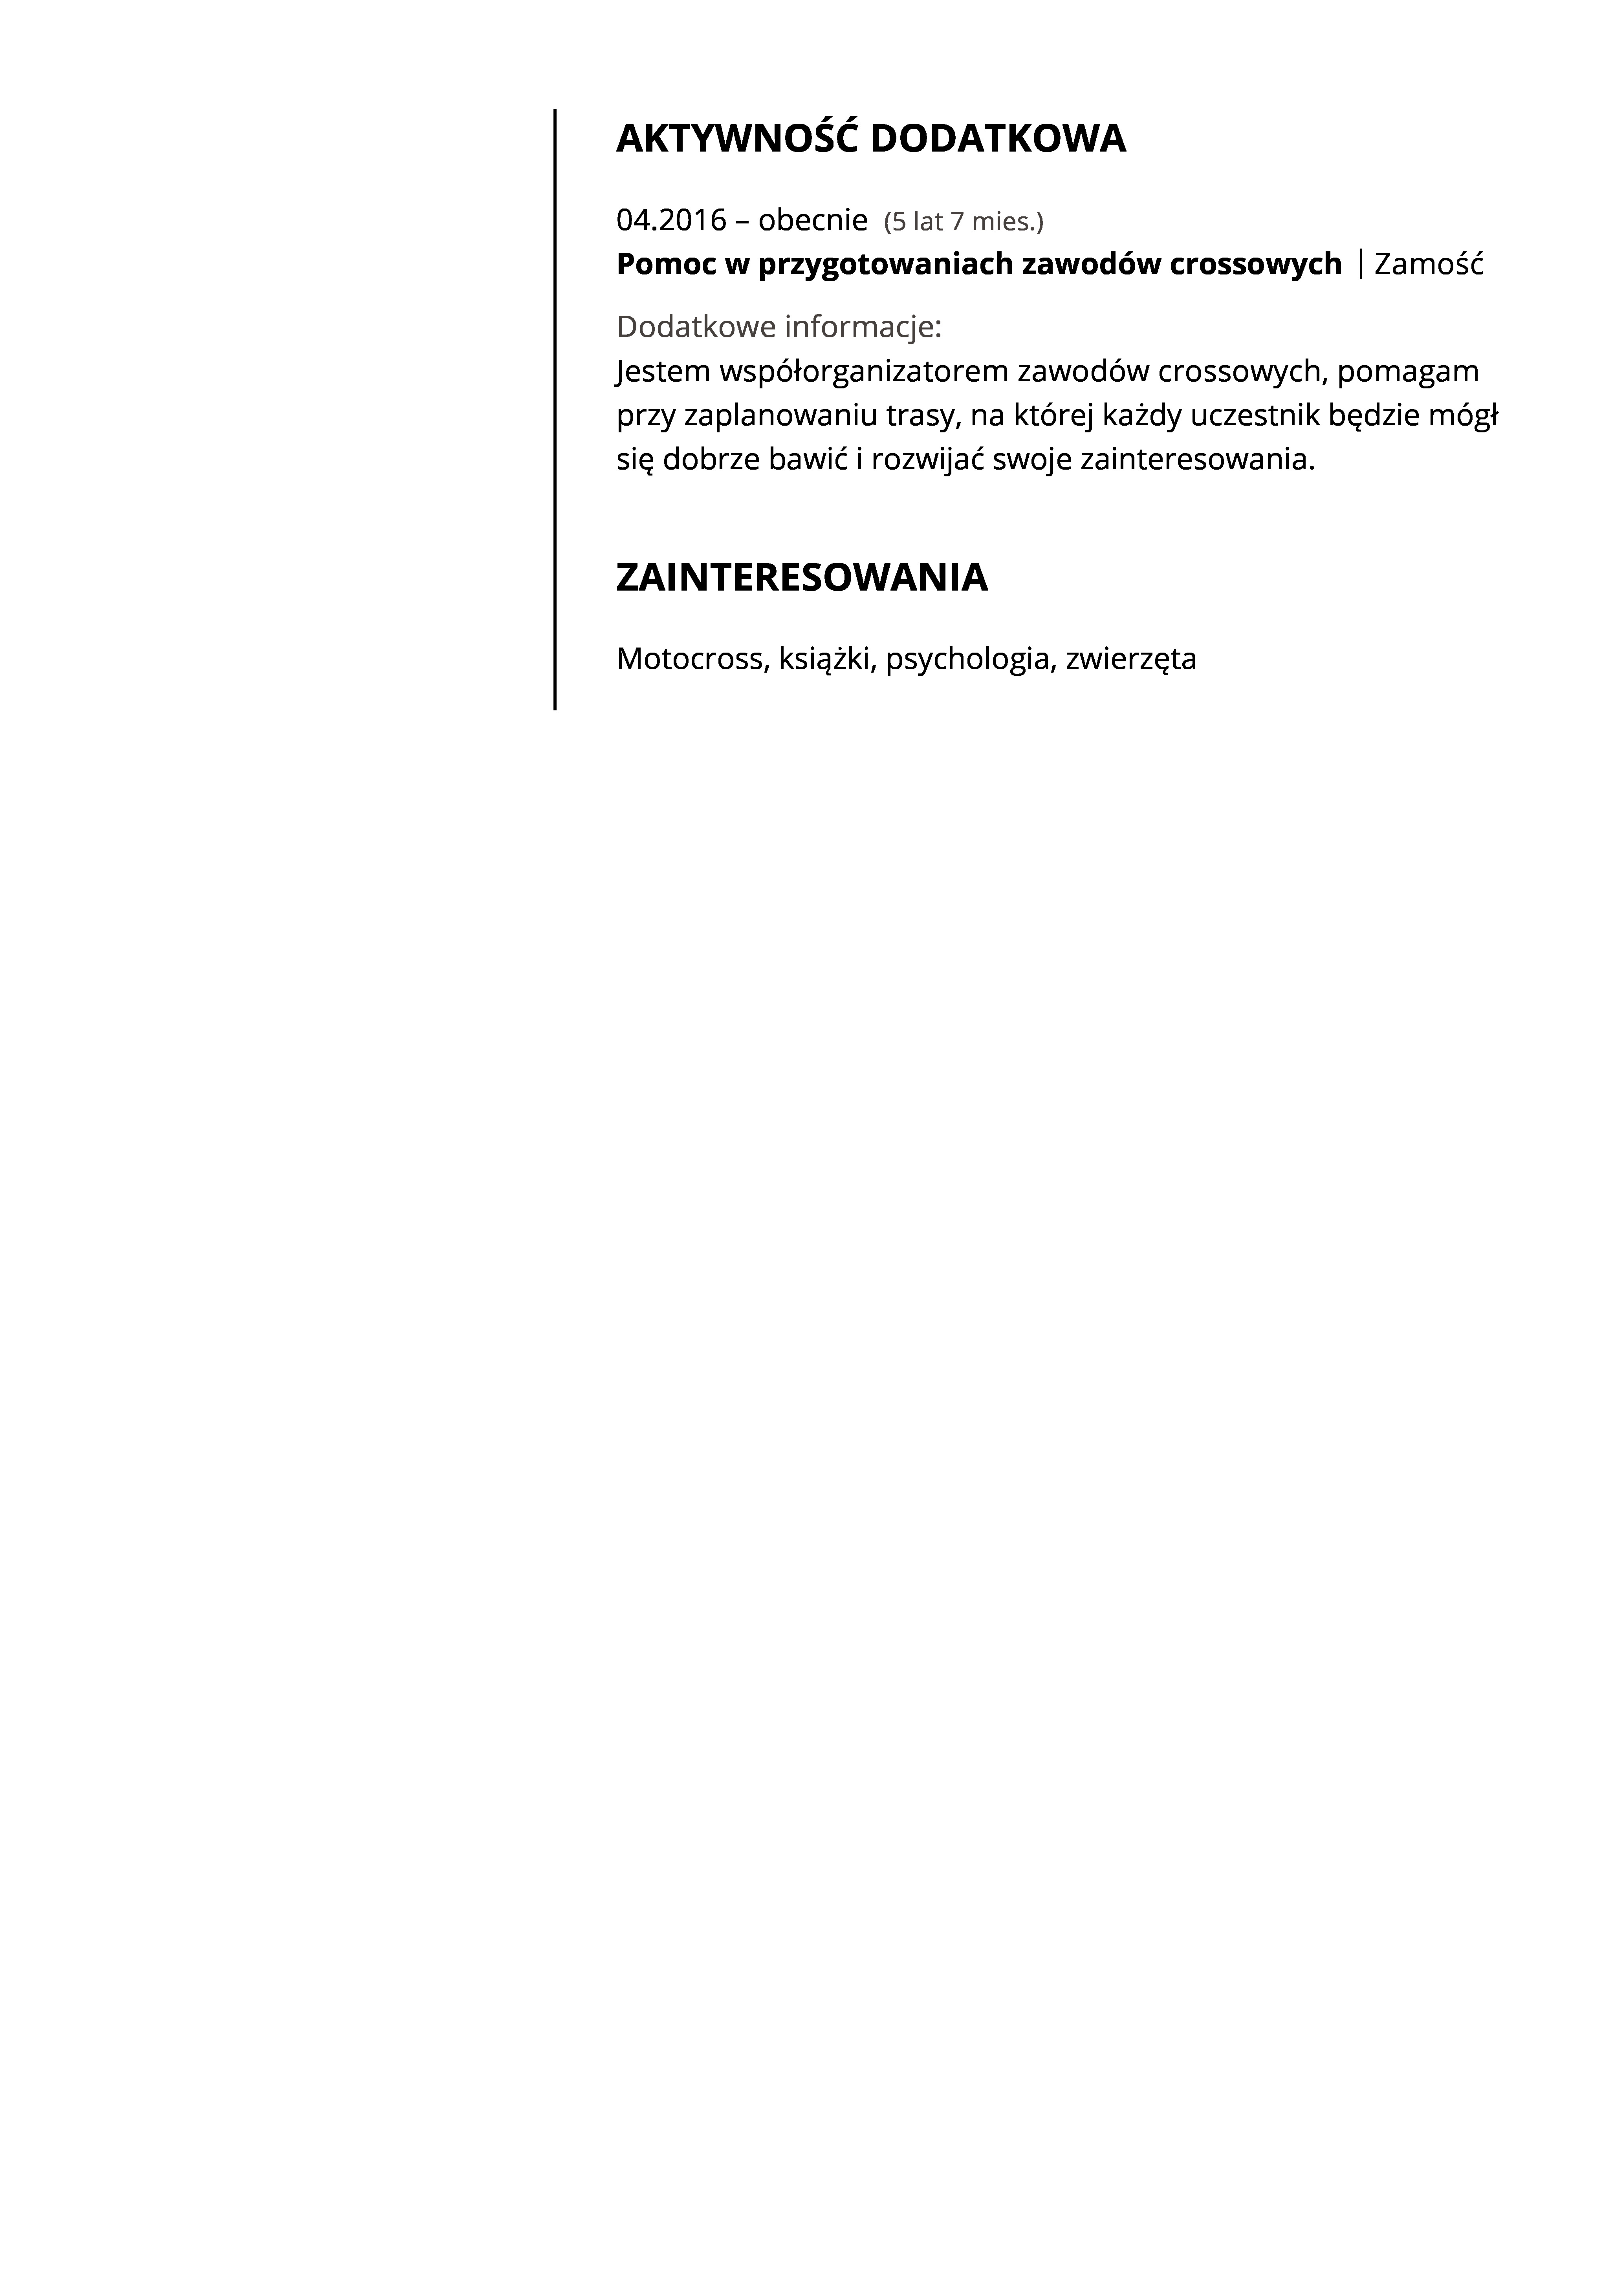 AKTYWNOŚĆ DODATKOWA
04.2016 – obecnie (5 lat 7 mies.)
Pomoc w przygotowaniach zawodów crossowych | Zamość
Dodatkowe informacje:
Jestem współorganizatorem zawodów crossowych, pomagam
przy zaplanowaniu trasy, na której każdy uczestnik będzie mógł
się dobrze bawić i rozwijać swoje zainteresowania.
ZAINTERESOWANIA
Motocross, książki, psychologia, zwierzęta